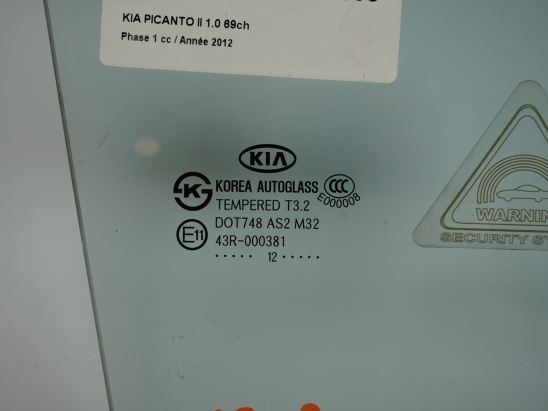 KIA PICANTO II 1.0 69ch
Phase 1 cc / Année 2012
KIA
KOREA AUTOGLASS
CCC
E000008
TEMPERED T3.2
DOT748 AS2 M32
E11
43R-000381
..... 12 .....
WARNIN
SECURITY S